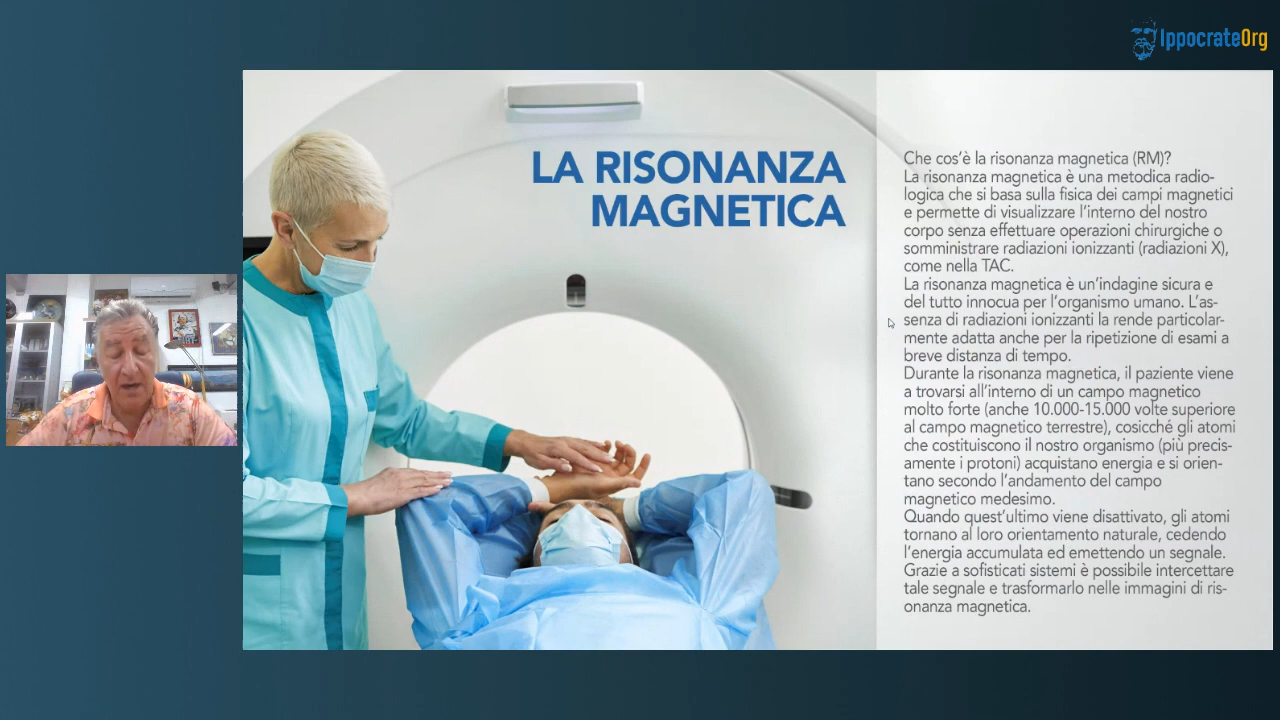 IppocrateOrg
LA RISONANZA
MAGNETICA
Che cos'è la risonanza magnetica (RM)?
La risonanza magnetica è una metodica radio-
logica che si basa sulla fisica dei campi magnetici
e permette di visualizzare l'interno del nostro
corpo senza effettuare operazioni chirurgiche o
somministrare radiazioni ionizzanti (radiazioni X),
come nella TAC.
La risonanza magnetica è un'indagine sicura e
del tutto innocua per l'organismo umano. L'as-
senza di radiazioni ionizzanti la rende particolar-
mente adatta anche per la ripetizione di esami a
breve distanza di tempo.
Durante la risonanza magnetica, il paziente viene
a trovarsi all'interno di un campo magnetico
molto forte (anche 10.000-15.000 volte superiore
al campo magnetico terrestre), cosicché gli atomi
che costituiscono il nostro organismo (più precis-
amente i protoni) acquistano energia e si orien-
tano secondo l'andamento del campo
magnetico medesimo.
Quando quest'ultimo viene disattivato, gli atomi
tornano al loro orientamento naturale, cedendo
l'energia accumulata ed emettendo un segnale.
Grazie a sofisticati sistemi è possibile intercettare
tale segnale e trasformarlo nelle immagini di ris-
onanza magnetica.